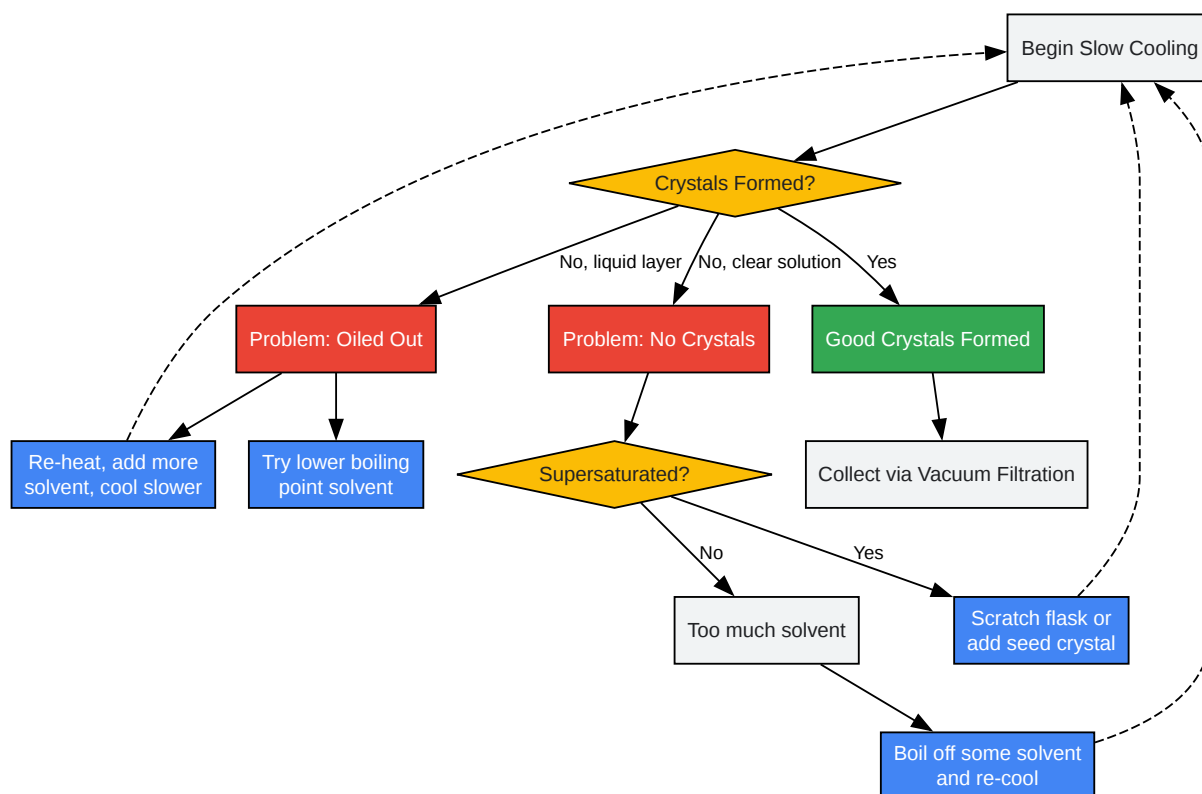 Begin Slow Cooling
Crystals Formed?
No, liquid layer
No, clear solution
Yes
Problem: Oiled Out
Problem: No Crystals
Good Crystals Formed
Re-heat, add more
solvent, cool slower
Try lower boiling
point solvent
Supersaturated?
Collect via Vacuum Filtration
No
Yes
Too much solvent
Scratch flask or
add seed crystal
Boil off some solvent
and re-cool